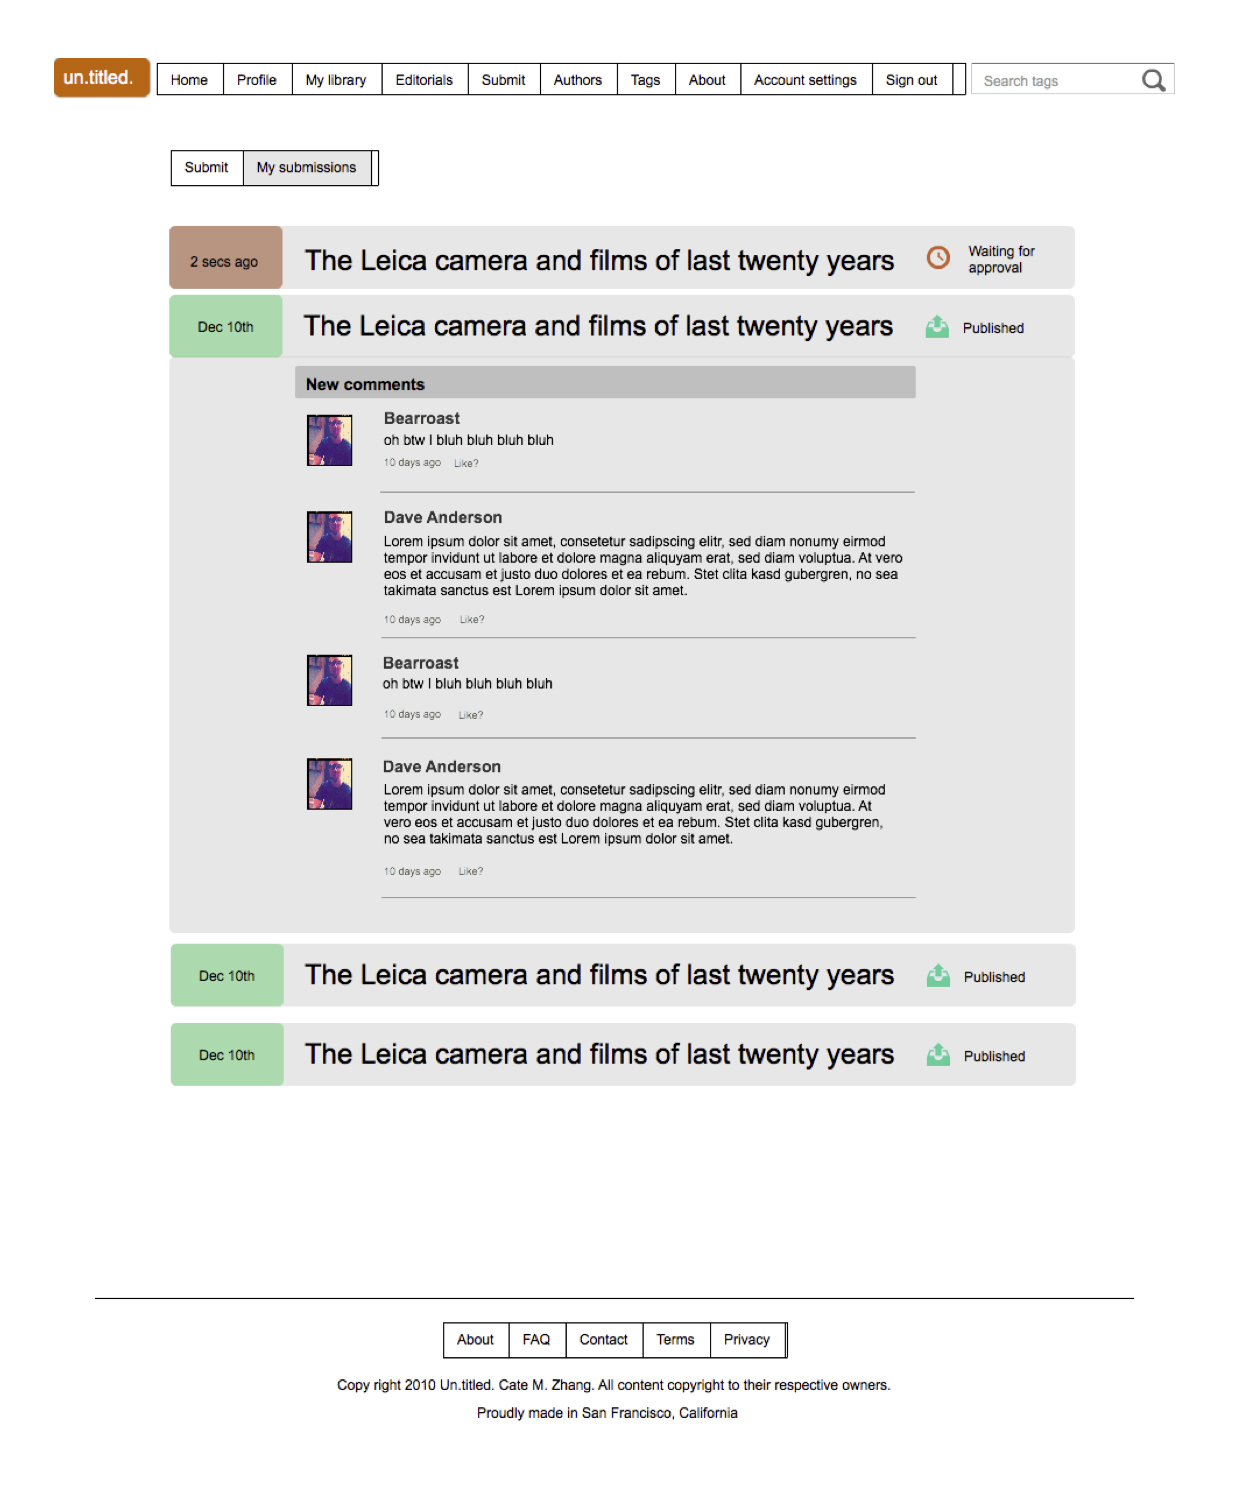 un.titled.
Home Profile My library Editorials Submit Authors Tags About Account settings Sign out Search tags
Submit My submissions
2 secs ago The Leica camera and films of last twenty years Waiting for
approval
Dec 10th The Leica camera and films of last twenty years Published
New comments
Bearroast
oh btw I bluh bluh bluh bluh
10 days ago Like?
Dave Anderson
Lorem ipsum dolor sit amet, consetetur sadipscing elitr, sed diam nonumy eirmod
tempor invidunt ut labore et dolore magna aliquyam erat, sed diam voluptua. At vero
eos et accusam et justo duo dolores et ea rebum. Stet clita kasd gubergren, no sea
takimata sanctus est Lorem ipsum dolor sit amet.
10 days ago Like?
Bearroast
oh btw I bluh bluh bluh bluh
10 days ago Like?
Dave Anderson
Lorem ipsum dolor sit amet, consetetur sadipscing elitr, sed diam nonumy eirmod
tempor invidunt ut labore et dolore magna aliquyam erat, sed diam voluptua. At
vero eos et accusam et justo duo dolores et ea rebum. Stet clita kasd gubergren,
no sea takimata sanctus est Lorem ipsum dolor sit amet.
10 days ago Like?
Dec 10th The Leica camera and films of last twenty years Published
Dec 10th The Leica camera and films of last twenty years Published
About FAQ Contact Terms Privacy
Copy right 2010 Un.titled. Cate M. Zhang. All content copyright to their respective owners.
Proudly made in San Francisco, California